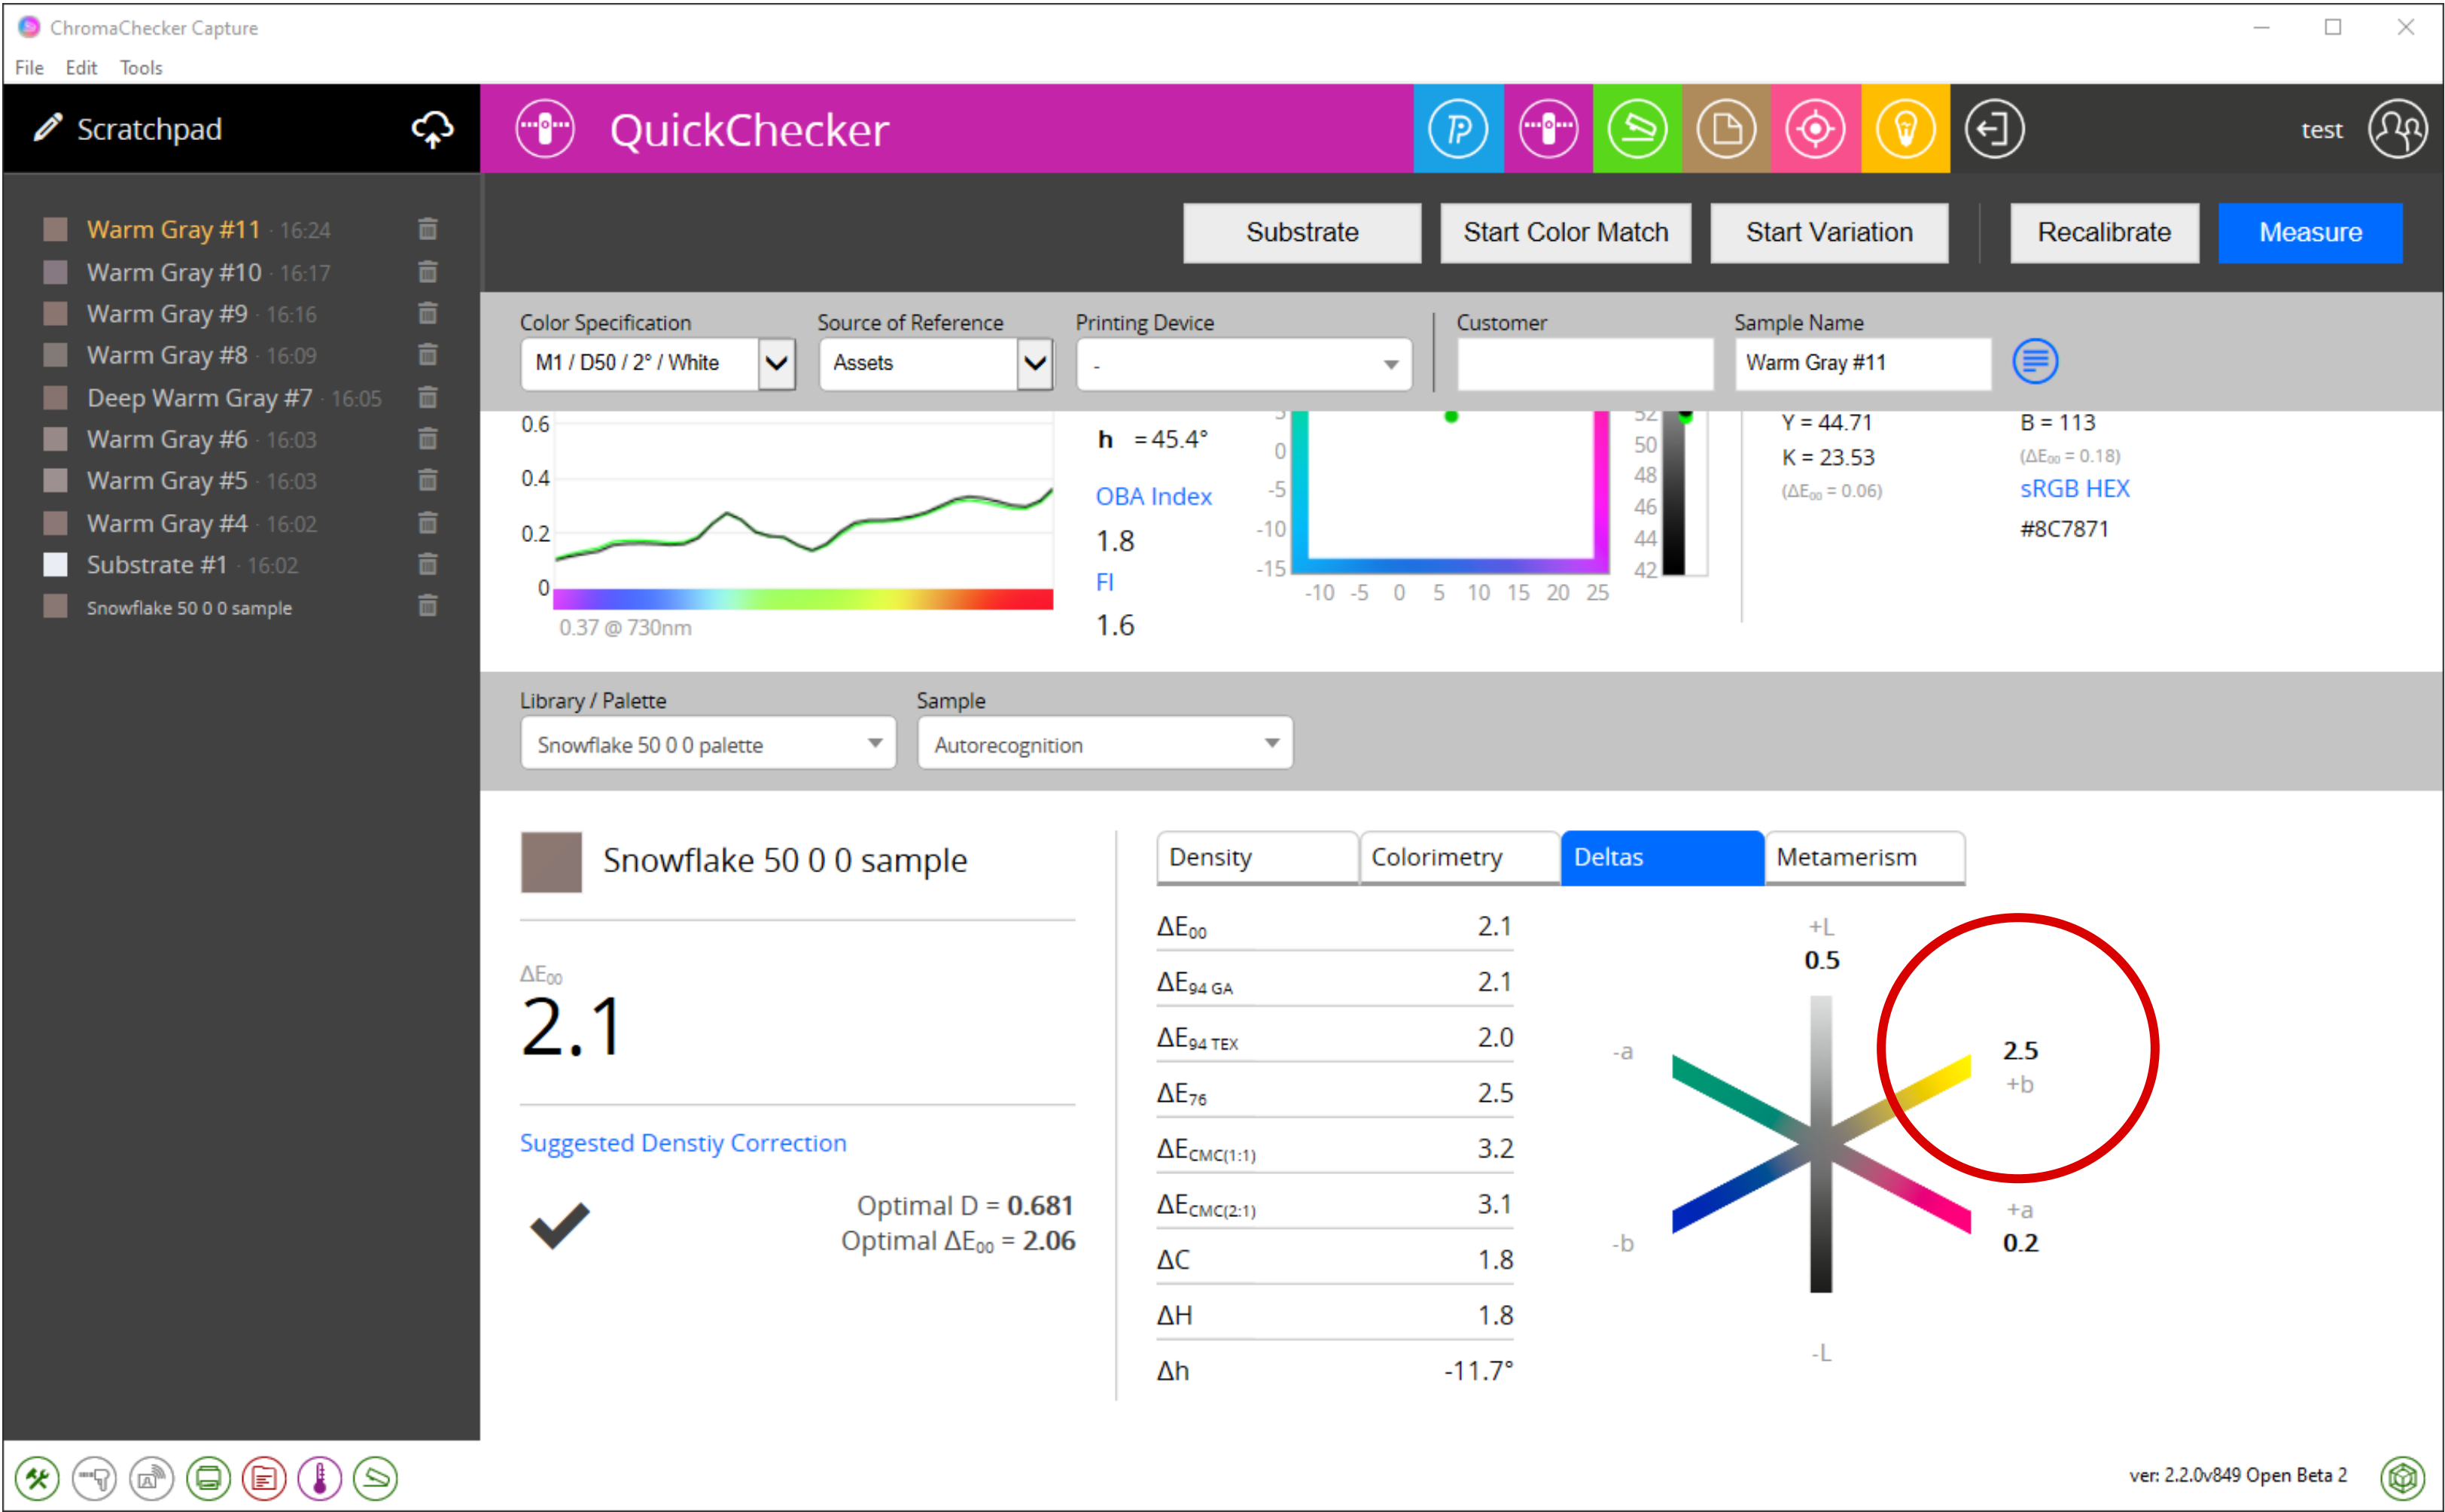 ChromaChecker Capture
File Edit Tools
Scratchpad
QuickChecker
test
Warm Gray #11 · 16:24
Warm Gray #10 · 16:17
Warm Gray #9 · 16:16
Warm Gray #8 · 16:09
Deep Warm Gray #7 · 16:05
Warm Gray #6 · 16:03
Warm Gray #5 · 16:03
Warm Gray #4 · 16:02
Substrate #1 · 16:02
Snowflake 50 0 0 sample
Substrate
Start Color Match
Start Variation
Recalibrate
Measure
Color Specification
M1 / D50 / 2° / White
Source of Reference
Assets
Printing Device
-
Customer
Sample Name
Warm Gray #11
0.6
0.4
0.2
0
0.37 @ 730nm
h = 45.4°
OBA Index
1.8
FI
1.6
5
0
-5
-10
-15
-10 -5 0 5 10 15 20 25
52
50
48
46
44
42
Y = 44.71
K = 23.53
(ΔE00 = 0.06)
B = 113
(ΔE00 = 0.18)
sRGB HEX
#8C7871
Library / Palette
Snowflake 50 0 0 palette
Sample
Autorecognition
Snowflake 50 0 0 sample
ΔE00
2.1
Suggested Denstiy Correction
Optimal D = 0.681
Optimal ΔE00 = 2.06
Density Colorimetry Deltas Metamerism
ΔE00 2.1
ΔE94 GA 2.1
ΔE94 TEX 2.0
ΔE76 2.5
ΔECMC(1:1) 3.2
ΔECMC(2:1) 3.1
ΔC 1.8
ΔH 1.8
Δh -11.7°
+L
0.5
-a
2.5
+b
-b
+a
0.2
-L
ver: 2.2.0v849 Open Beta 2